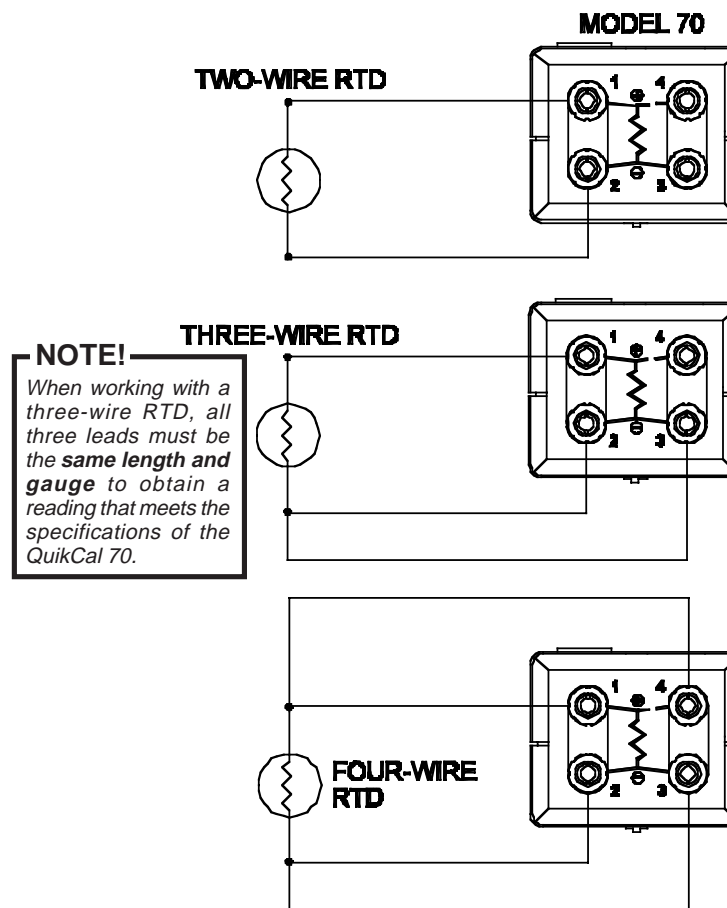 MODEL 70
TWO-WIRE RTD
1 4
2 3
THREE-WIRE RTD
1 4
2 3
NOTE!
When working with a
three-wire RTD, all
three leads must be
the same length and
gauge to obtain a
reading that meets the
specifications of the
QuikCal 70.
1 4
2 3
FOUR-WIRE
RTD